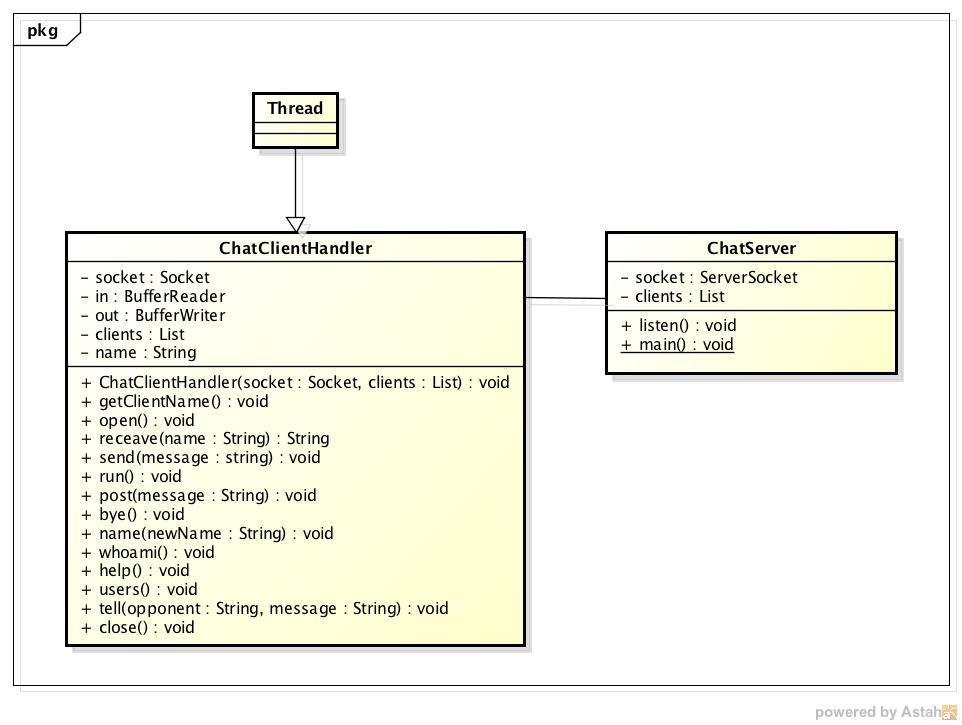 pkg
Thread
ChatClientHandler
- socket : Socket
- in : BufferReader
- out : BufferWriter
- clients : List
- name : String
+ ChatClientHandler(socket : Socket, clients : List) : void
+ getClientName() : void
+ open() : void
+ receave(name : String) : String
+ send(message : string) : void
+ run() : void
+ post(message : String) : void
+ bye() : void
+ name(newName : String) : void
+ whoami() : void
+ help() : void
+ users() : void
+ tell(opponent : String, message : String) : void
+ close() : void
ChatServer
- socket : ServerSocket
- clients : List
+ listen() : void
+ main() : void
powered by Astah